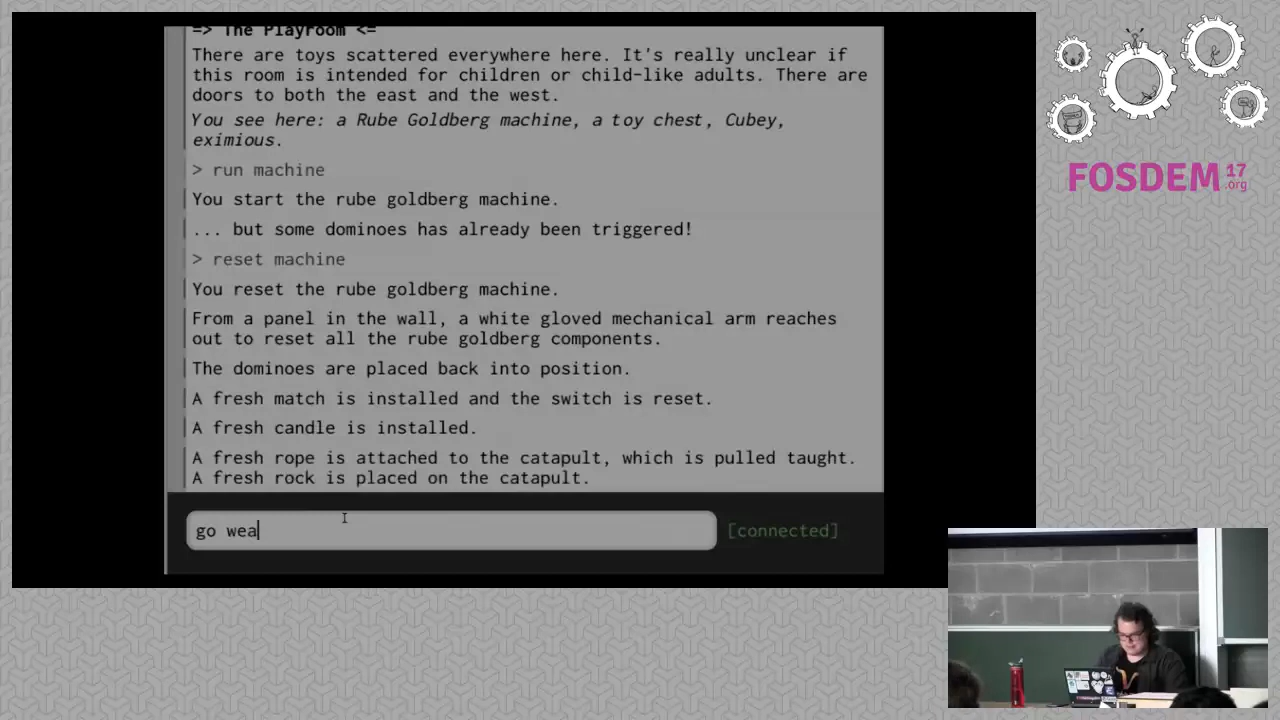 => The Playroom <=
There are toys scattered everywhere here. It's really unclear if
this room is intended for children or child-like adults. There are
doors to both the east and the west.
You see here: a Rube Goldberg machine, a toy chest, Cubey,
eximious.
> run machine
You start the rube goldberg machine.
... but some dominoes has already been triggered!
> reset machine
You reset the rube goldberg machine.
From a panel in the wall, a white gloved mechanical arm reaches
out to reset all the rube goldberg components.
The dominoes are placed back into position.
A fresh match is installed and the switch is reset.
A fresh candle is installed.
A fresh rope is attached to the catapult, which is pulled taught.
A fresh rock is placed on the catapult.
go wea
[connected]
FOSDEM 17
.org